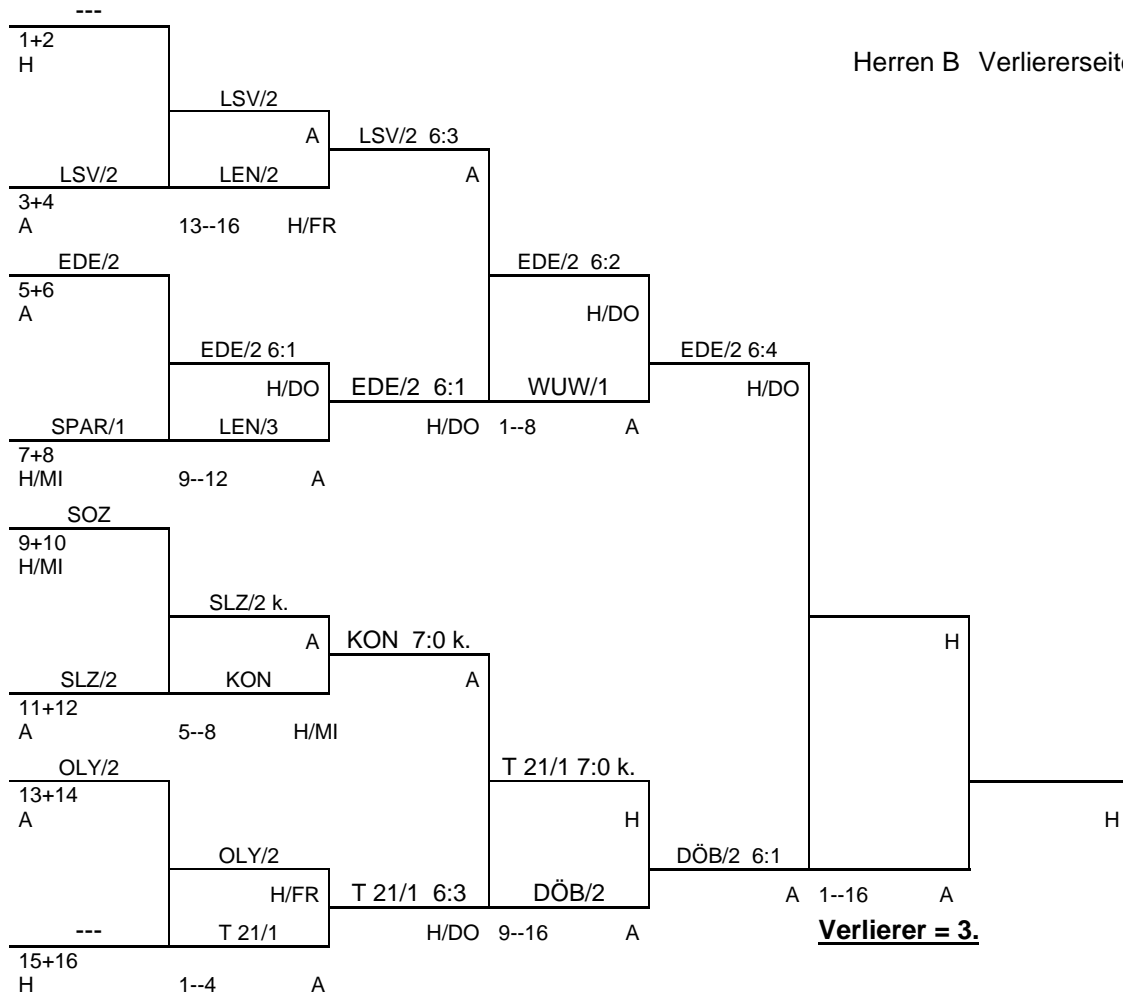 ---
1+2
H
Herren B Verliererseite
LSV/2
A LSV/2 6:3
LSV/2 LEN/2 A
3+4
A 13--16 H/FR
EDE/2 EDE/2 6:2
5+6
A H/DO
EDE/2 6:1 EDE/2 6:4
H/DO EDE/2 6:1 WUW/1 H/DO
SPAR/1 LEN/3 H/DO 1--8 A
7+8
H/MI 9--12 A
SOZ
9+10
H/MI
SLZ/2 k.
A KON 7:0 k. H
SLZ/2 KON A
11+12
A 5--8 H/MI
OLY/2 T 21/1 7:0 k.
13+14
A H H
OLY/2 DÖB/2 6:1
H/FR T 21/1 6:3 DÖB/2 A 1--16 A
--- T 21/1 H/DO 9--16 A Verlierer = 3.
15+16
H 1--4 A